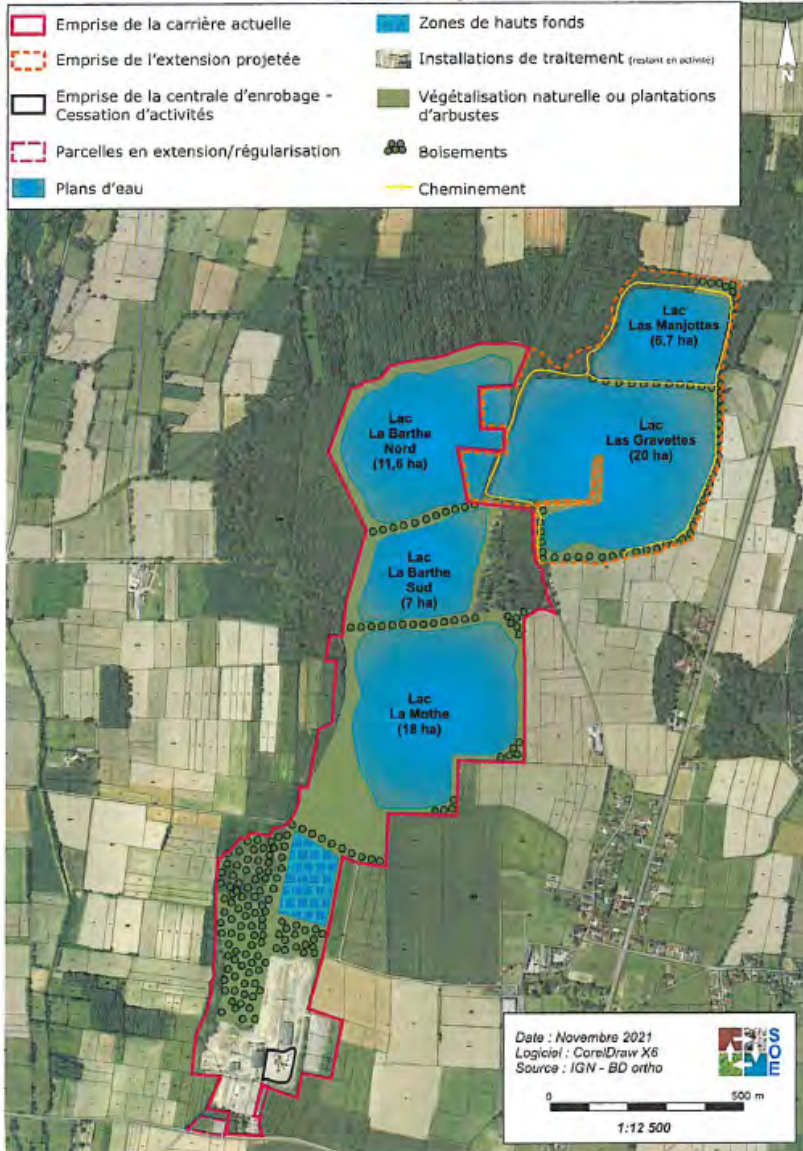 Emprise de la carrière actuelle
Emprise de l'extension projetée
Emprise de la centrale d'enrobage -
Cessation d'activités
Parcelles en extension/régularisation
Plans d'eau
Zones de hauts fonds
Installations de traitement (restant en activité)
Végétalisation naturelle ou plantations
d'arbustes
Boisements
Cheminement
N
Lac
Las Manjottes
(6,7 ha)
Lac
La Barthe
Nord
(11,6 ha)
Lac
Las Gravettes
(20 ha)
Lac
La Barthe
Sud
(7 ha)
Lac
La Mothe
(18 ha)
Date : Novembre 2021
Logiciel : CorelDraw X6
Source : IGN - BD ortho
SOE
0 500 m
1:12 500